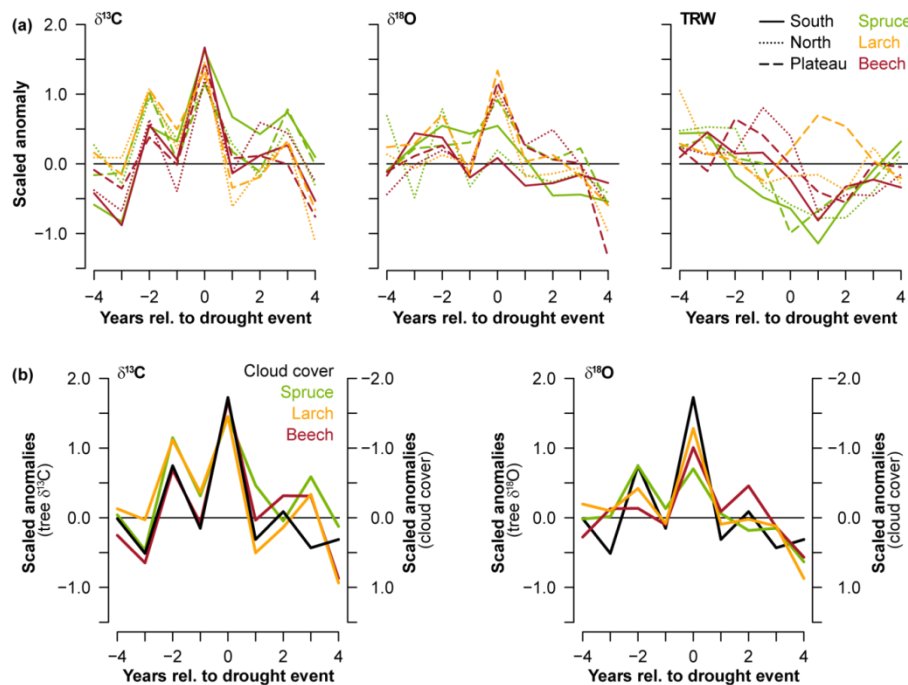 (a)
δ¹³C
δ¹⁸O
TRW
South
Spruce
North
Larch
Plateau
Beech
Scaled anomaly
2.0
1.0
0.0
−1.0
−4 −2 0 2 4
Years rel. to drought event
−4 −2 0 2 4
Years rel. to drought event
−4 −2 0 2 4
Years rel. to drought event
(b)
δ¹³C
Cloud cover
Spruce
Larch
Beech
Scaled anomalies
(tree δ¹³C)
2.0
1.0
0.0
−1.0
−2.0
−1.0
0.0
1.0
Scaled anomalies
(cloud cover)
−4 −2 0 2 4
Years rel. to drought event
δ¹⁸O
Scaled anomalies
(tree δ¹⁸O)
2.0
1.0
0.0
−1.0
−2.0
−1.0
0.0
1.0
Scaled anomalies
(cloud cover)
−4 −2 0 2 4
Years rel. to drought event